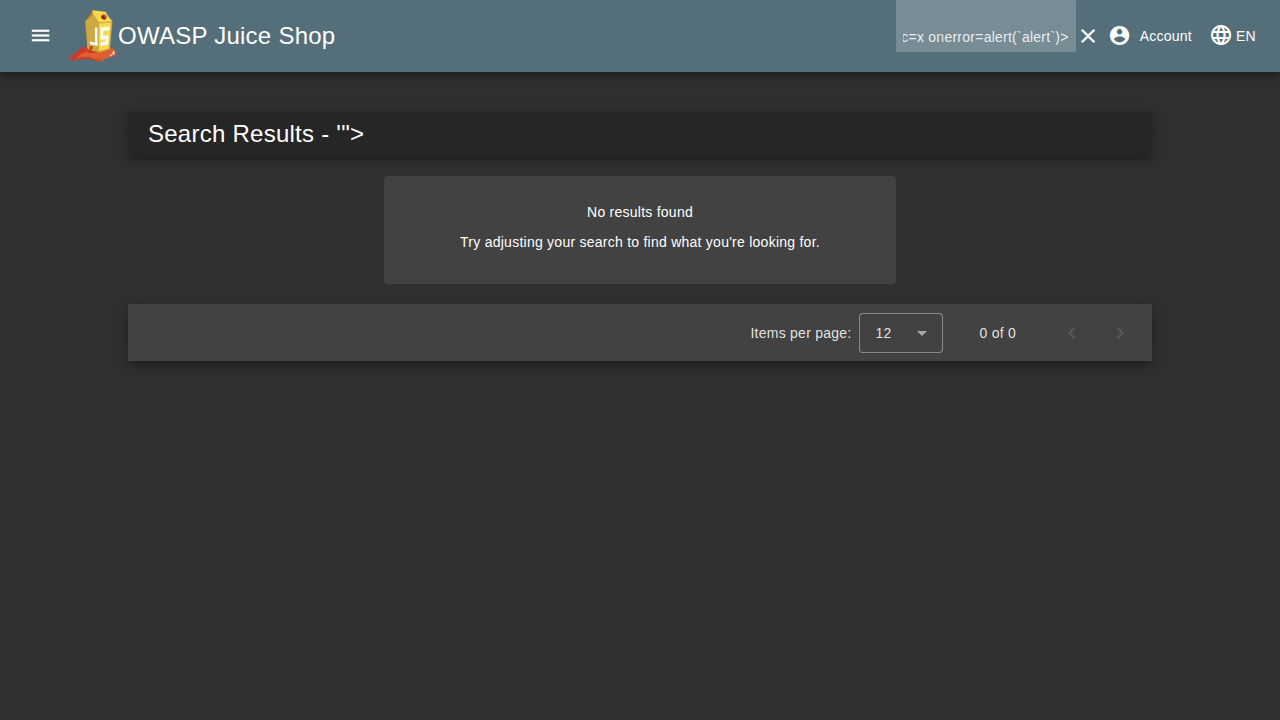 OWASP Juice Shop
c=x onerror=alert(`alert`)>
Account
EN
Search Results - '">
No results found
Try adjusting your search to find what you're looking for.
Items per page:
12
0 of 0